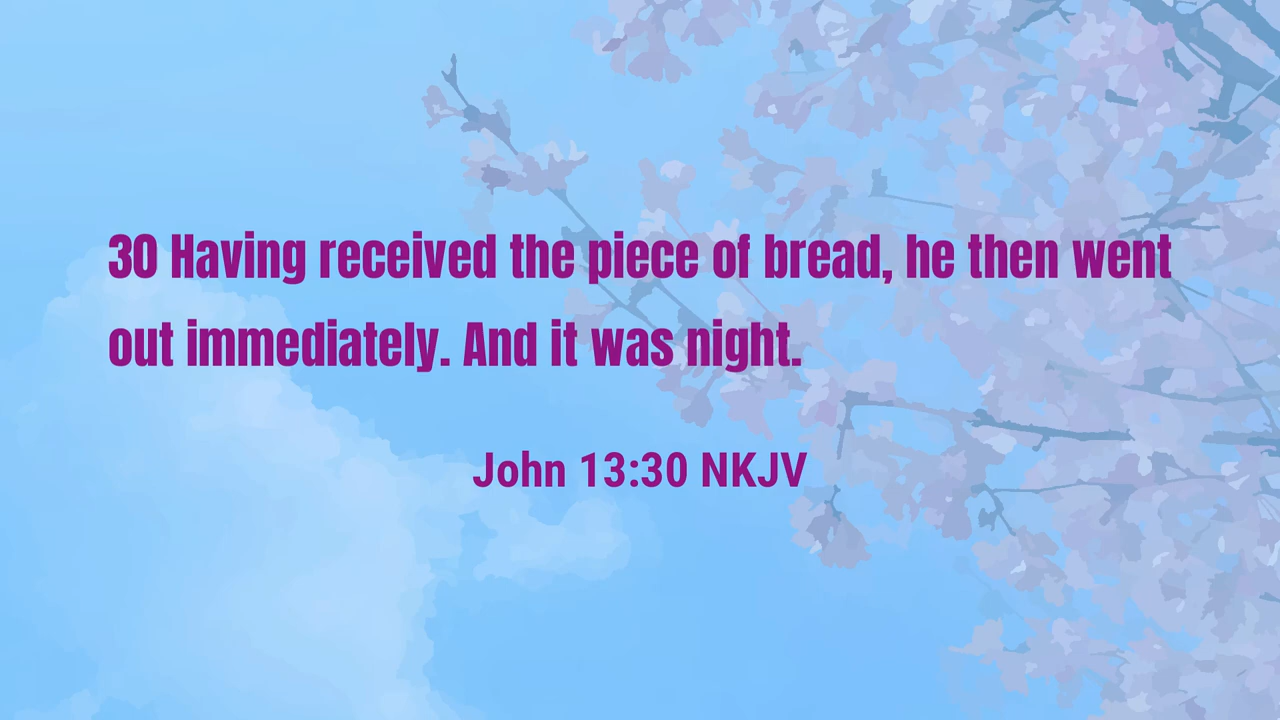 30 Having received the piece of bread, he then went
out immediately. And it was night.
John 13:30 NKJV